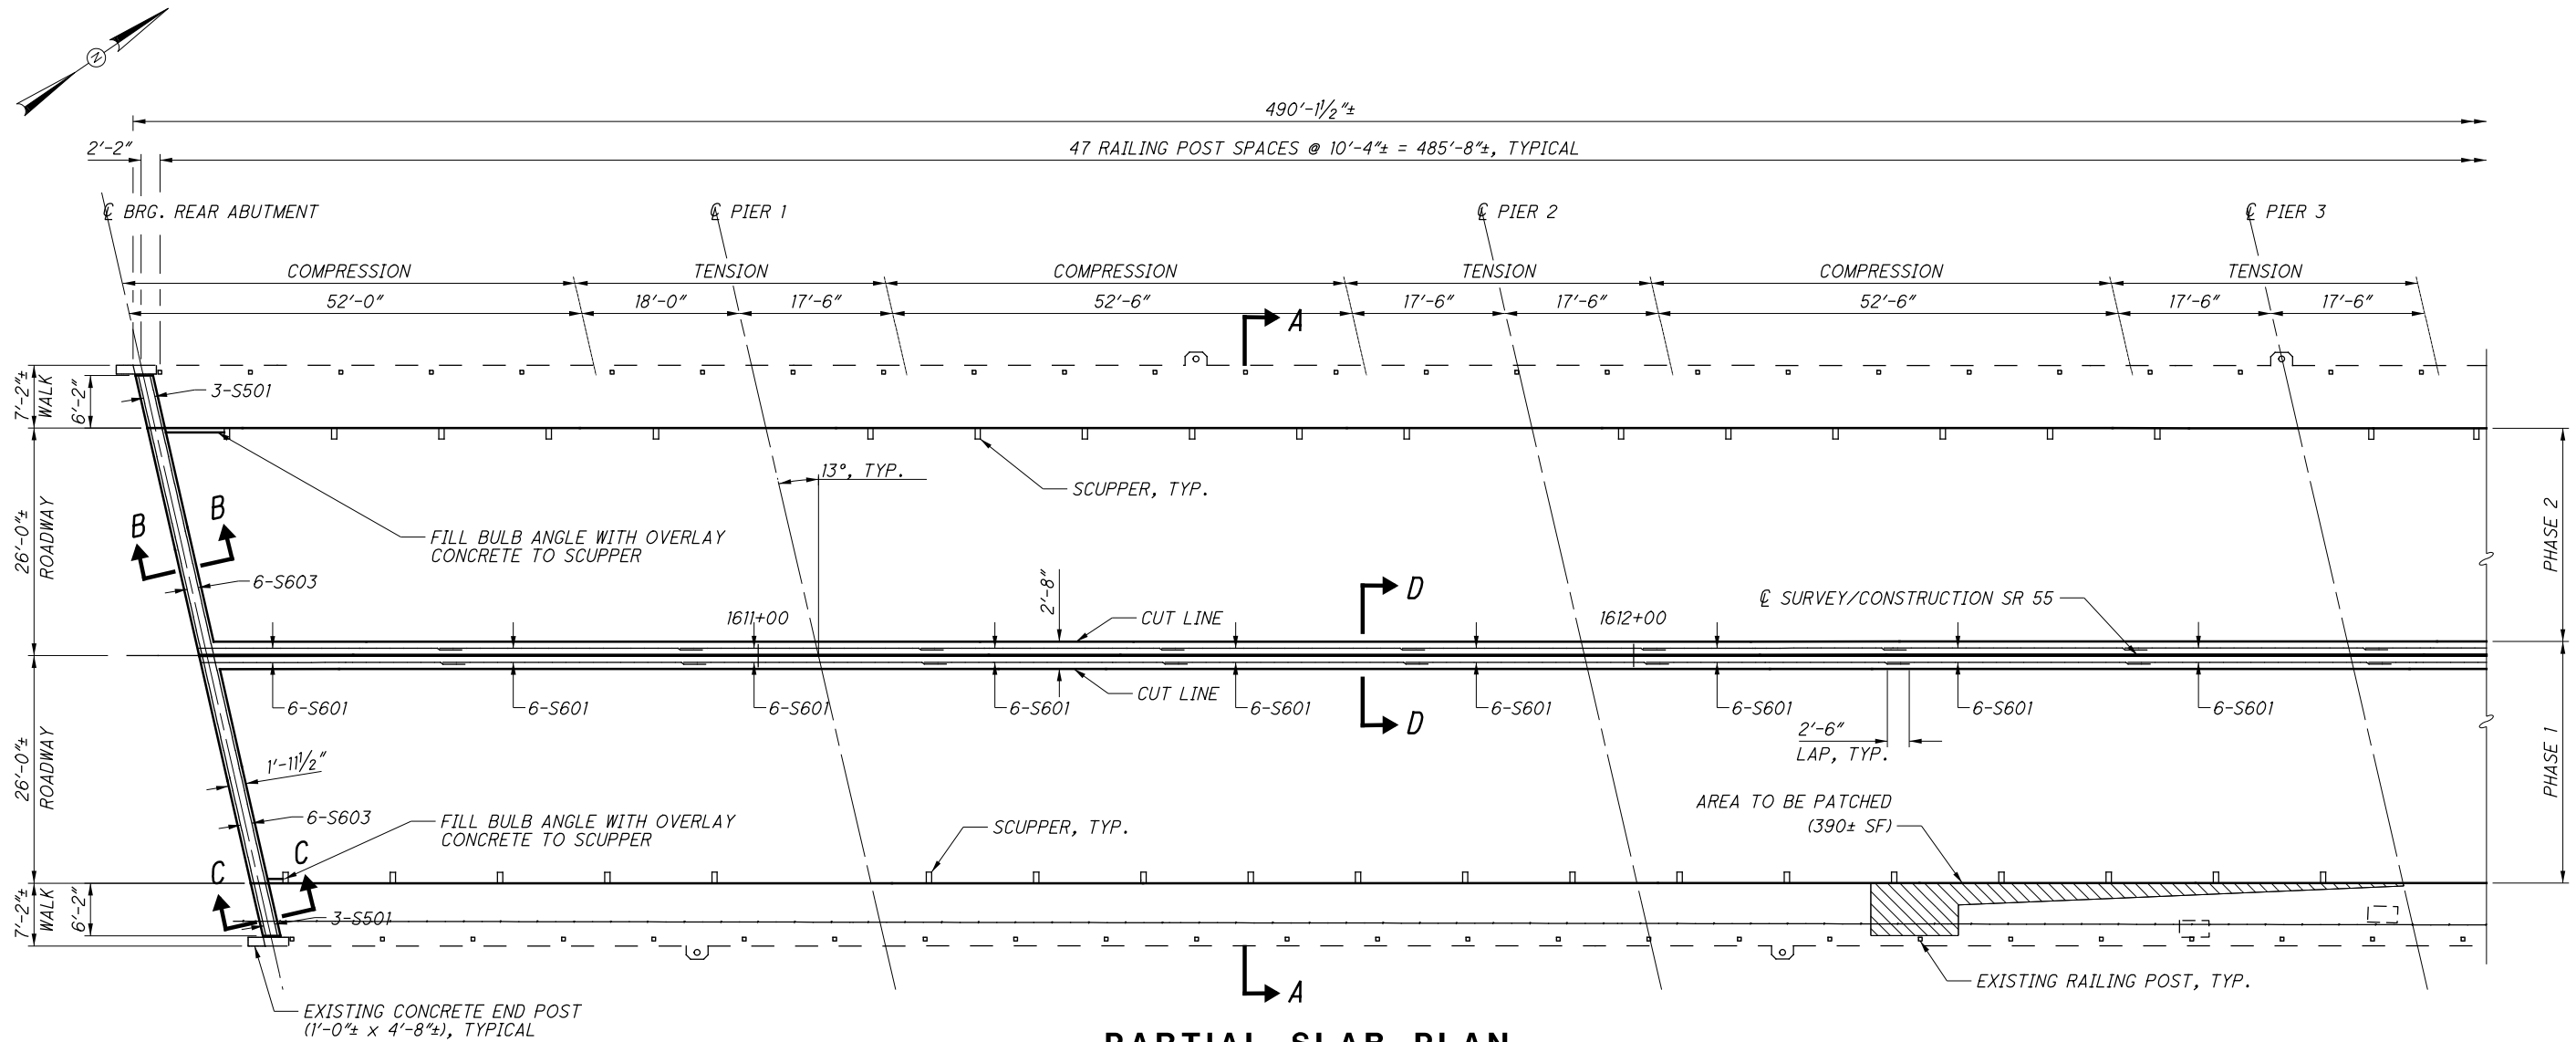 N
490'-1 1/2"±
2'-2"
47 RAILING POST SPACES @ 10'-4"± = 485'-8"±, TYPICAL
℄ BRG. REAR ABUTMENT
℄ PIER 1
℄ PIER 2
℄ PIER 3
COMPRESSION
TENSION
COMPRESSION
TENSION
COMPRESSION
TENSION
52'-0"
18'-0"
17'-6"
52'-6"
17'-6"
17'-6"
52'-6"
17'-6"
17'-6"
A
7'-2"±
WALK
6'-2"
3-S501
13°, TYP.
SCUPPER, TYP.
B
B
FILL BULB ANGLE WITH OVERLAY
CONCRETE TO SCUPPER
26'-0"±
ROADWAY
PHASE 2
6-S603
2'-8"
D
1611+00
CUT LINE
1612+00
℄ SURVEY/CONSTRUCTION SR 55
CUT LINE
6-S601
6-S601
6-S601
6-S601
6-S601
6-S601
6-S601
6-S601
6-S601
D
2'-6"
LAP, TYP.
26'-0"±
ROADWAY
1'-11 1/2"
PHASE 1
AREA TO BE PATCHED
(390± SF)
6-S603
FILL BULB ANGLE WITH OVERLAY
CONCRETE TO SCUPPER
SCUPPER, TYP.
C
C
7'-2"±
WALK
6'-2"
3-S501
EXISTING RAILING POST, TYP.
A
EXISTING CONCRETE END POST
(1'-0"± x 4'-8"±), TYPICAL
PARTIAL SLAB PLAN